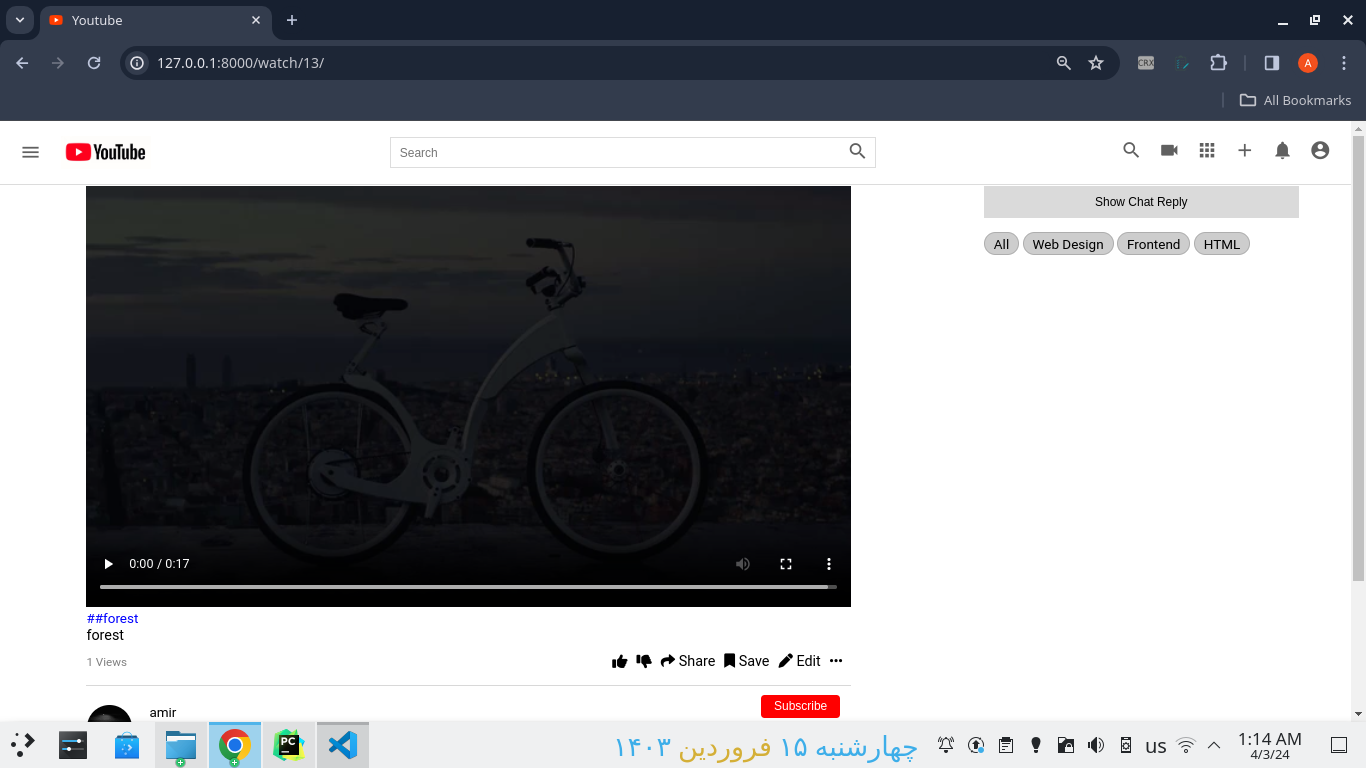 Youtube
127.0.0.1:8000/watch/13/
CRX
A
All Bookmarks
YouTube
Search
Show Chat Reply
All
Web Design
Frontend
HTML
0:00 / 0:17
##forest
forest
1 Views
Share
Save
Edit
amir
Subscribe
PC
چهارشنبه ۱۵ فروردین ۱۴۰۳
us
1:14 AM
4/3/24